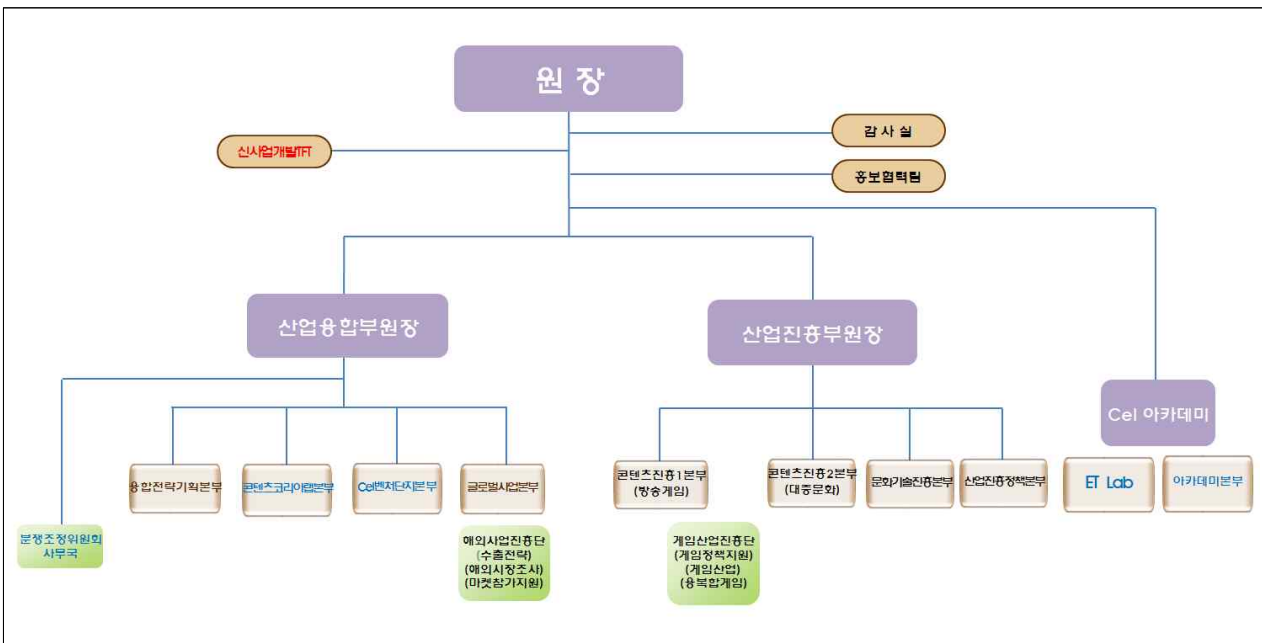 원 장
감 사 실
신사업개발TFT
홍보협력팀
산업융합부원장
산업진흥부원장
Cel 아카데미
융합전략기획본부
콘텐츠코리아랩본부
Cel벤처단지본부
글로벌사업본부
콘텐츠진흥1본부
(방송게임)
콘텐츠진흥2본부
(대중문화)
문화기술진흥본부
산업진흥정책본부
ET Lab
아카데미본부
분쟁조정위원회
사무국
해외사업진흥단
(수출전략)
(해외시장조사)
(마켓참가지원)
게임산업진흥단
(게임정책지원)
(게임산업)
(융복합게임)